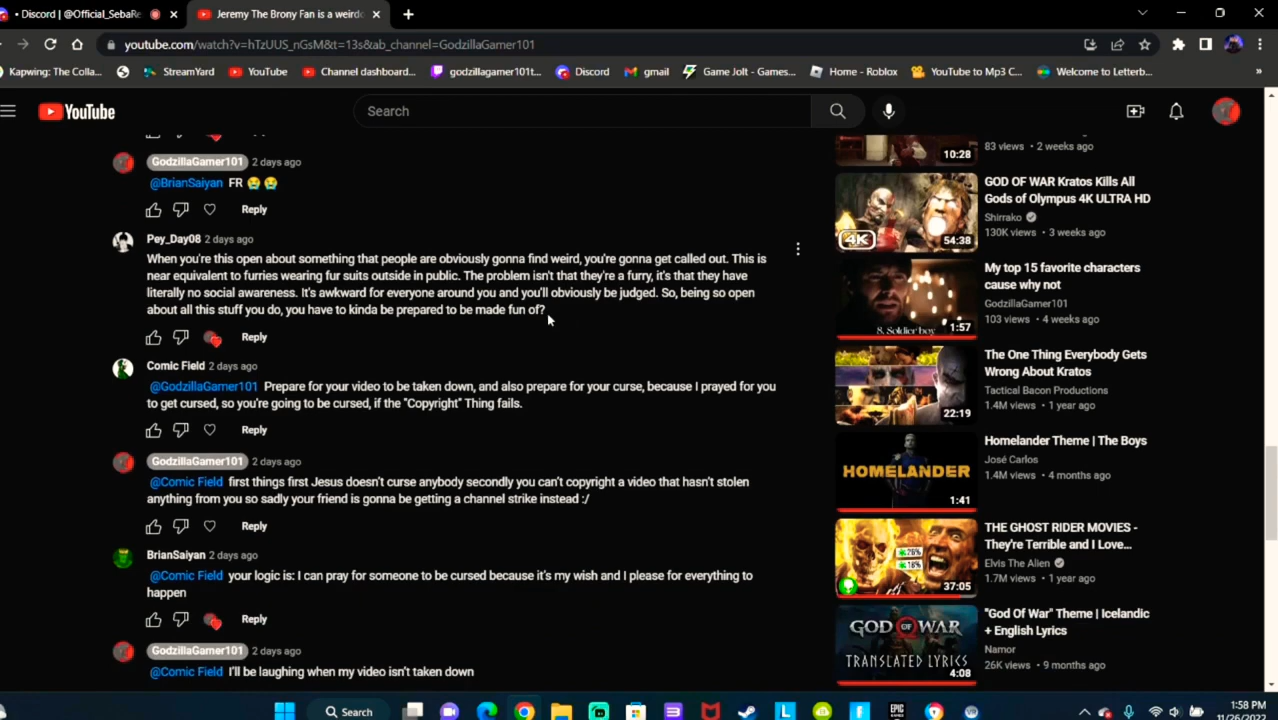 Discord | @Official_SebaRe
Jeremy The Brony Fan is a weirdo
youtube.com/watch?v=hTzUUS_nGsM&t=13s&ab_channel=GodzillaGamer101
Kapwing: The Colla...
StreamYard
YouTube
Channel dashboard...
godzillagamer101t...
Discord
gmail
Game Jolt - Games...
Home - Roblox
YouTube to Mp3 C...
Welcome to Letterb...
YouTube
Search
GodzillaGamer101 2 days ago
@BrianSaiyan FR 😭😭
Reply
Pey_Day08 2 days ago
When you're this open about something that people are obviously gonna find weird, you're gonna get called out. This is
near equivalent to furries wearing fur suits outside in public. The problem isn't that they're a furry, it's that they have
literally no social awareness. It's awkward for everyone around you and you'll obviously be judged. So, being so open
about all this stuff you do, you have to kinda be prepared to be made fun of?
Reply
Comic Field 2 days ago
@GodzillaGamer101 Prepare for your video to be taken down, and also prepare for your curse, because I prayed for you
to get cursed, so you're going to be cursed, if the "Copyright" Thing fails.
Reply
GodzillaGamer101 2 days ago
@Comic Field first things first Jesus doesn't curse anybody secondly you can't copyright a video that hasn't stolen
anything from you so sadly your friend is gonna be getting a channel strike instead :/
Reply
BrianSaiyan 2 days ago
@Comic Field your logic is: I can pray for someone to be cursed because it's my wish and I please for everything to
happen
Reply
GodzillaGamer101 2 days ago
@Comic Field I'll be laughing when my video isn't taken down
10:28
83 views • 2 weeks ago
4K
54:38
GOD OF WAR Kratos Kills All
Gods of Olympus 4K ULTRA HD
Shirrako
130K views • 3 weeks ago
8. Soldier boy
1:57
My top 15 favorite characters
cause why not
GodzillaGamer101
103 views • 4 weeks ago
22:19
The One Thing Everybody Gets
Wrong About Kratos
Tactical Bacon Productions
1.4M views • 1 year ago
HOMELANDER
1:41
Homelander Theme | The Boys
José Carlos
1.4M views • 4 months ago
37:05
THE GHOST RIDER MOVIES -
They're Terrible and I Love...
Elvis The Alien
1.7M views • 1 year ago
GOD OF WAR
TRANSLATED LYRICS
4:08
"God Of War" Theme | Icelandic
+ English Lyrics
Namor
26K views • 9 months ago
Search
1:58 PM
11/26/2022